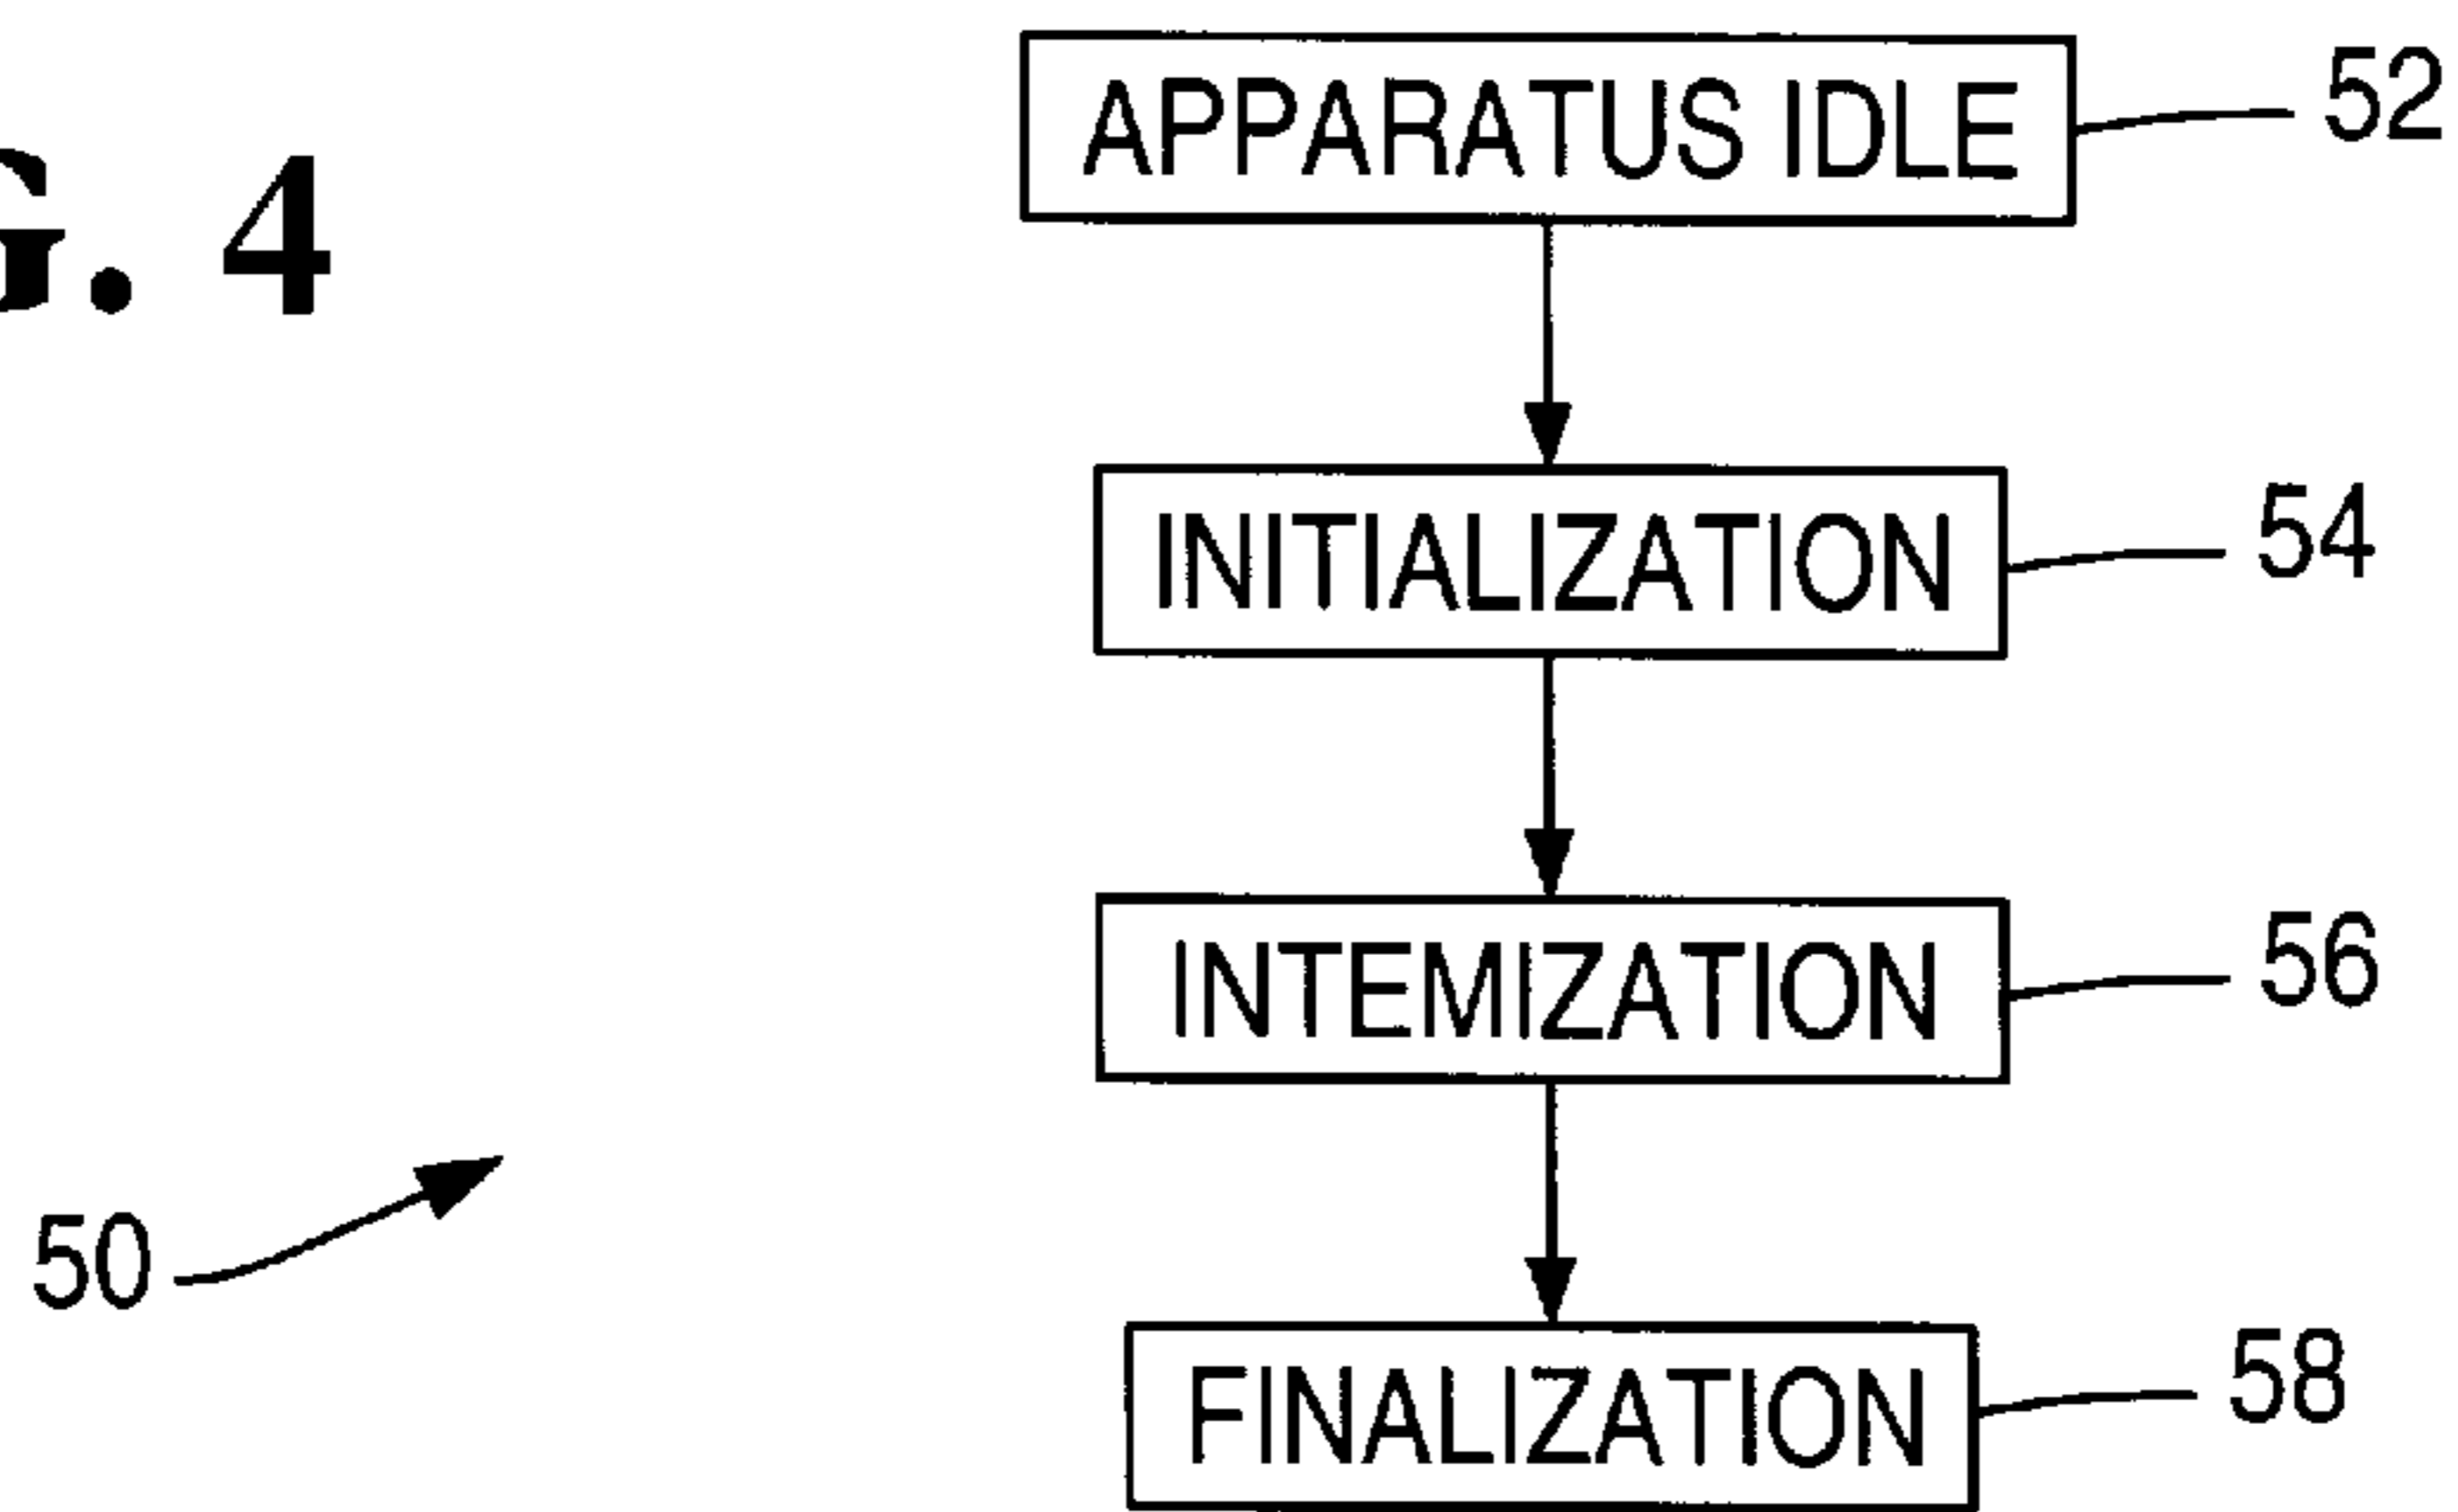 G. 4
APPARATUS IDLE
52
INITIALIZATION
54
INTEMIZATION
56
50
FINALIZATION
58